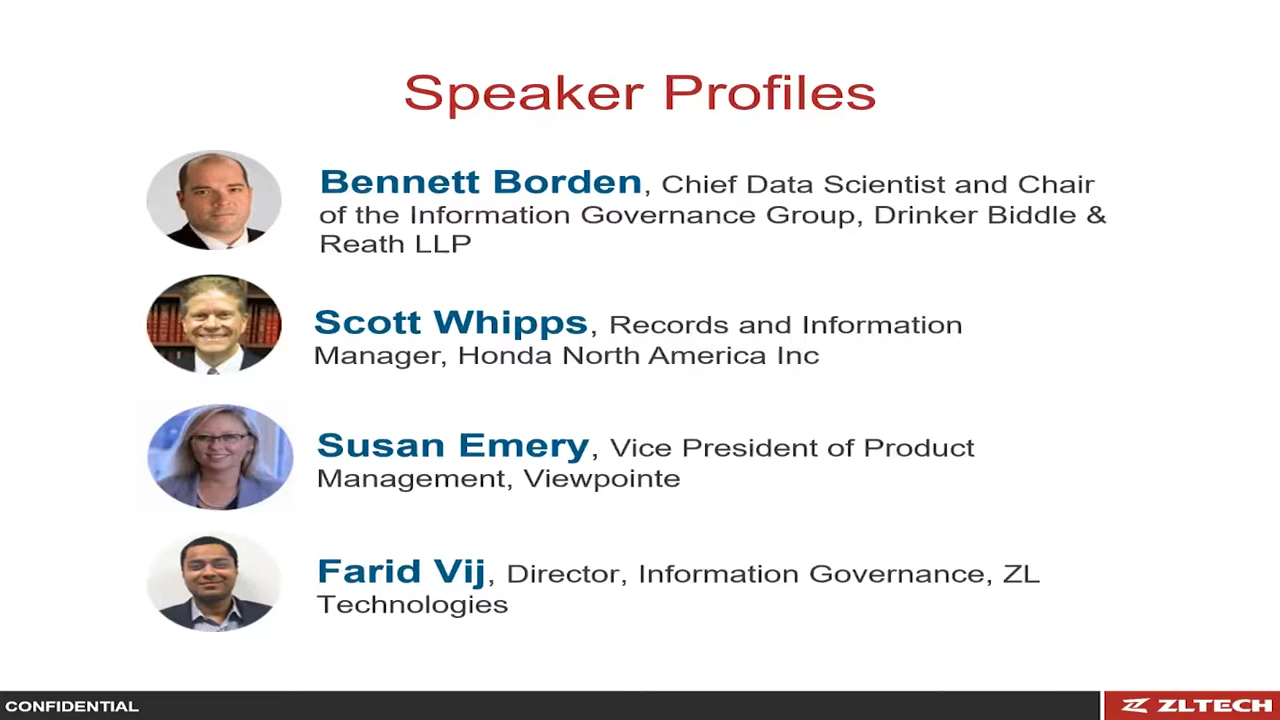 Speaker Profiles
Bennett Borden, Chief Data Scientist and Chair
of the Information Governance Group, Drinker Biddle &
Reath LLP
Scott Whipps, Records and Information
Manager, Honda North America Inc
Susan Emery, Vice President of Product
Management, Viewpointe
Farid Vij, Director, Information Governance, ZL
Technologies
CONFIDENTIAL
ZLTECH